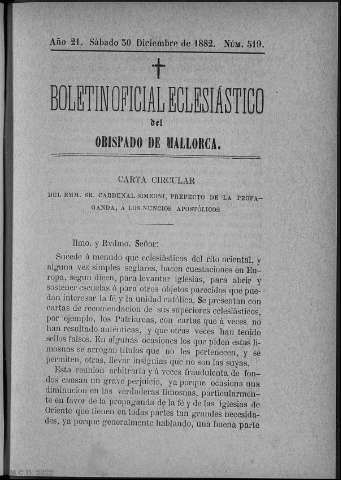 Año 21. Sábado 30 Diciembre de 1882. Núm. 519.
BOLETIN OFICIAL ECLESIÁSTICO
del
OBISPADO DE MALLORCA.
CARTA CIRCULAR
DEL EMM. SR. CARDENAL SIMEONI, PREFECTO DE LA PROPA-
GANDA, A LOS NUNCIOS APOSTÓLICOS
Ilmo. y Rvdmo. Señor:
Sucede á menudo que eclesiásticos del rito oriental, y
alguna vez simples seglares, hacen cuestaciones en Eu-
ropa, segun dicen, para levantar iglesias, para abrir y
sostener escuelas ó para otros objetos parecidos que pue-
dan interesar la fé y la unidad católica. Se presentan con
cartas de recomendacion de sus superiores eclesiásticos,
por ejemplo, los Patriarcas, con cartas que á veces no
han resultado auténticas, y que otras veces han tenido
sellos falsos. En algunas ocasiones los que piden estas li-
mosnas se arrogan títulos que no les pertenecen, y se
permiten, otras, llevar insignias que no son las suyas.
Esta reunion arbitraria y á veces fraudulenta de fon-
dos causan un grave perjuicio, ya porque ocasiona una
diminucion en las verdaderas limosnas, particularmen-
te en favor de la propaganda de la fé y de las iglesias de
Oriente que tienen en todas partes tan grandes necesida-
des, ya porque generalmente hablando, una buena parte